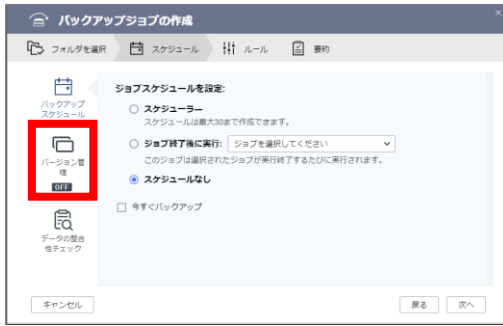 バックアップジョブの作成
×
フォルダを選択 スケジュール ルール 要約
バックアップ
スケジュール
バージョン管
理
OFF
データの整合
性チェック
ジョブスケジュールを設定:
スケジューラー
スケジュールは最大30まで作成できます。
ジョブ終了後に実行: ジョブを選択してください
このジョブは選択されたジョブが実行終了するたびに実行されます。
スケジュールなし
今すぐバックアップ
キャンセル 戻る 次へ